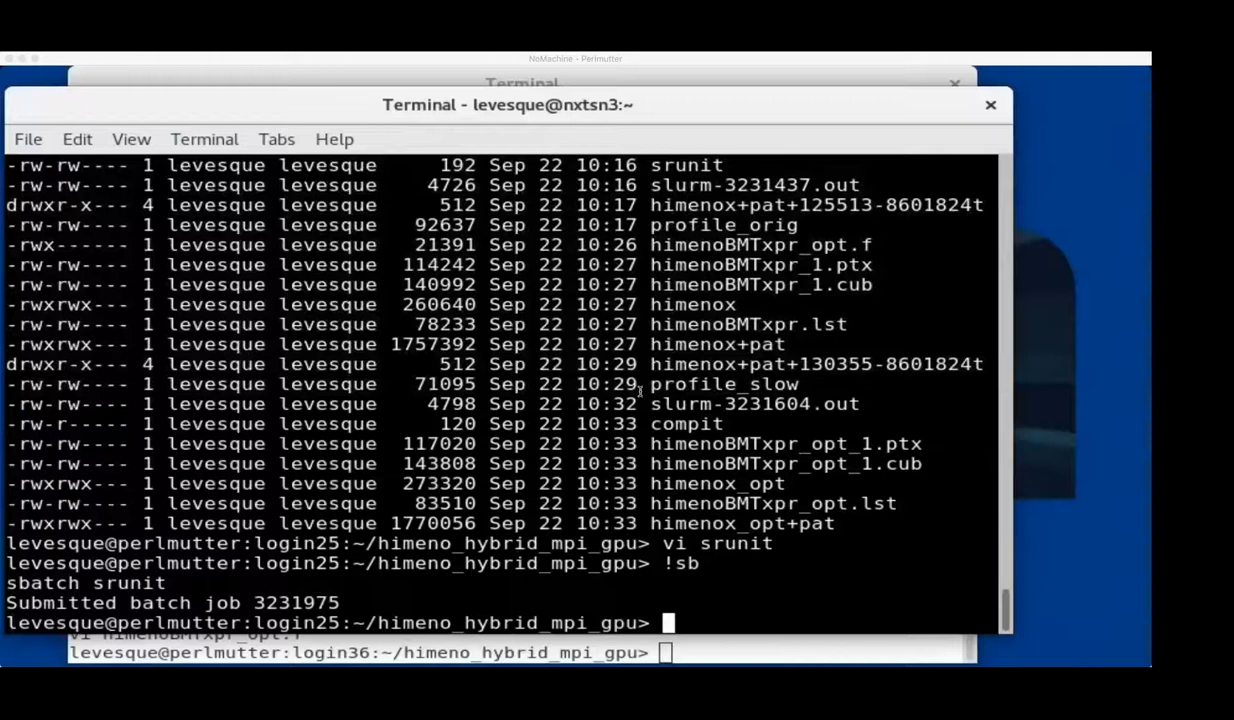 NoMachine - Perlmutter
Terminal
Terminal - levesque@nxtsn3:~
File Edit View Terminal Tabs Help
-rw-rw---- 1 levesque levesque 192 Sep 22 10:16 srunit
-rw-rw---- 1 levesque levesque 4726 Sep 22 10:16 slurm-3231437.out
drwxr-x--- 4 levesque levesque 512 Sep 22 10:17 himenox+pat+125513-8601824t
-rw-rw---- 1 levesque levesque 92637 Sep 22 10:17 profile_orig
-rwx------ 1 levesque levesque 21391 Sep 22 10:26 himenoBMTxpr_opt.f
-rw-rw---- 1 levesque levesque 114242 Sep 22 10:27 himenoBMTxpr_1.ptx
-rw-rw---- 1 levesque levesque 140992 Sep 22 10:27 himenoBMTxpr_1.cub
-rwxrwx--- 1 levesque levesque 260640 Sep 22 10:27 himenox
-rw-rw---- 1 levesque levesque 78233 Sep 22 10:27 himenoBMTxpr.lst
-rwxrwx--- 1 levesque levesque 1757392 Sep 22 10:27 himenox+pat
drwxr-x--- 4 levesque levesque 512 Sep 22 10:29 himenox+pat+130355-8601824t
-rw-rw---- 1 levesque levesque 71095 Sep 22 10:29 profile_slow
-rw-rw---- 1 levesque levesque 4798 Sep 22 10:32 slurm-3231604.out
-rw-r----- 1 levesque levesque 120 Sep 22 10:33 compit
-rw-rw---- 1 levesque levesque 117020 Sep 22 10:33 himenoBMTxpr_opt_1.ptx
-rw-rw---- 1 levesque levesque 143808 Sep 22 10:33 himenoBMTxpr_opt_1.cub
-rwxrwx--- 1 levesque levesque 273320 Sep 22 10:33 himenox_opt
-rw-rw---- 1 levesque levesque 83510 Sep 22 10:33 himenoBMTxpr_opt.lst
-rwxrwx--- 1 levesque levesque 1770056 Sep 22 10:33 himenox_opt+pat
levesque@perlmutter:login25:~/himeno_hybrid_mpi_gpu> vi srunit
levesque@perlmutter:login25:~/himeno_hybrid_mpi_gpu> !sb
sbatch srunit
Submitted batch job 3231975
levesque@perlmutter:login25:~/himeno_hybrid_mpi_gpu>
vi himenoBMTxpr_opt.f
levesque@perlmutter:login36:~/himeno_hybrid_mpi_gpu>